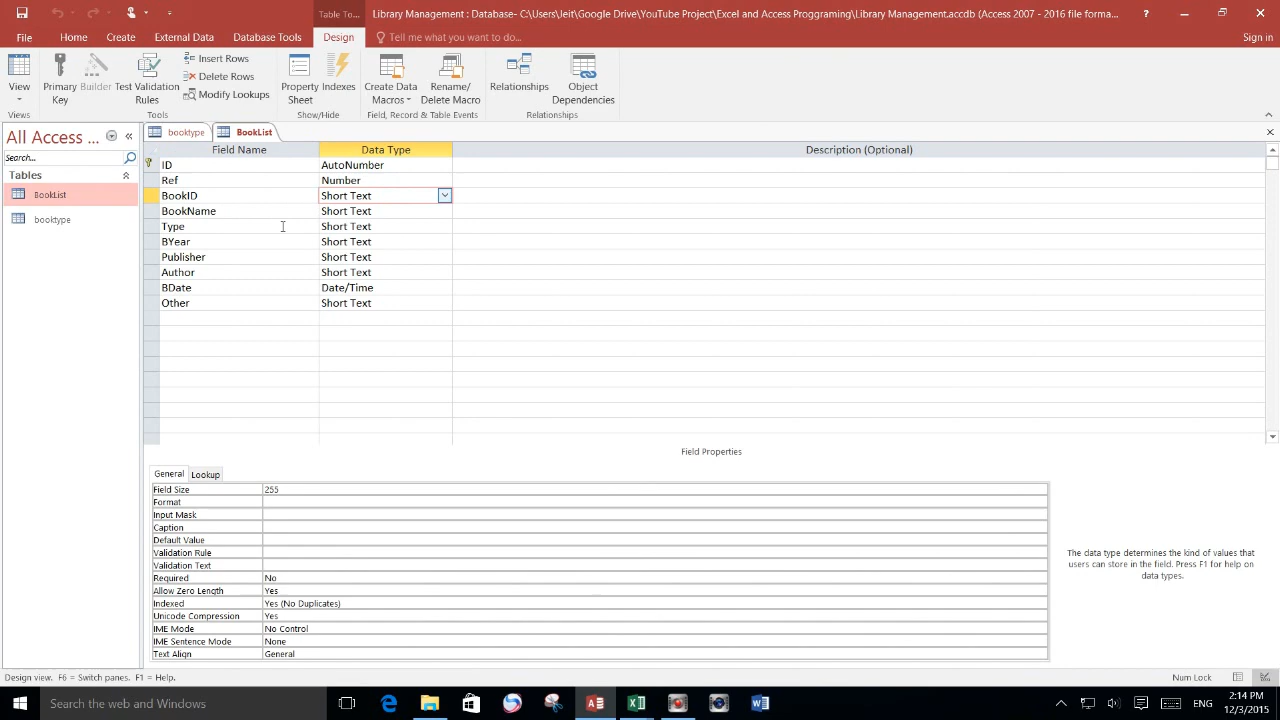 Table To...
Library Management : Database- C:\Users\leit\Google Drive\YouTube Project\Excel and Access Proggraming\Library Management.accdb (Access 2007 - 2016 file forma...
?
File
Home
Create
External Data
Database Tools
Design
Tell me what you want to do...
Sign in
View
Primary Key
Builder
Test Validation Rules
Insert Rows
Delete Rows
Modify Lookups
Property Sheet
Indexes
Create Data Macros
Rename/ Delete Macro
Relationships
Object Dependencies
Views
Tools
Show/Hide
Field, Record & Table Events
Relationships
All Access ...
Search...
Tables
BookList
booktype
booktype
BookList
Field Name Data Type Description (Optional)
ID AutoNumber
Ref Number
BookID Short Text
BookName Short Text
Type Short Text
BYear Short Text
Publisher Short Text
Author Short Text
BDate Date/Time
Other Short Text
Field Properties
General Lookup
Field Size 255
Format
Input Mask
Caption
Default Value
Validation Rule
Validation Text
Required No
Allow Zero Length Yes
Indexed Yes (No Duplicates)
Unicode Compression Yes
IME Mode No Control
IME Sentence Mode None
Text Align General
The data type determines the kind of values that
users can store in the field. Press F1 for help on
data types.
Design view. F6 = Switch panes. F1 = Help.
Num Lock
Search the web and Windows
ENG
2:14 PM
12/3/2015